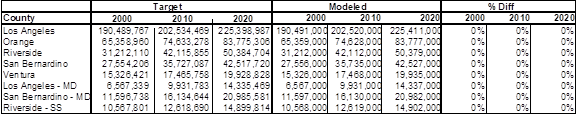 Target Modeled % Diff
County 2000 2010 2020 2000 2010 2020 2000 2010 2020
Los Angeles 190,489,767 202,534,469 225,398,987 190,491,000 202,520,000 225,411,000 0% 0% 0%
Orange 65,358,960 74,633,278 83,775,306 65,359,000 74,628,000 83,777,000 0% 0% 0%
Riverside 31,212,110 42,115,855 50,384,704 31,212,000 42,112,000 50,379,000 0% 0% 0%
San Bernardino 27,554,206 35,727,087 42,517,720 27,556,000 35,735,000 42,527,000 0% 0% 0%
Ventura 15,326,421 17,465,758 19,928,828 15,326,000 17,468,000 19,935,000 0% 0% 0%
Los Angeles - MD 6,567,339 9,931,783 14,335,469 6,567,000 9,931,000 14,337,000 0% 0% 0%
San Bernardino - MD 11,596,738 16,134,644 20,985,581 11,597,000 16,130,000 20,982,000 0% 0% 0%
Riverside - SS 10,567,801 12,618,690 14,899,814 10,568,000 12,619,000 14,902,000 0% 0% 0%